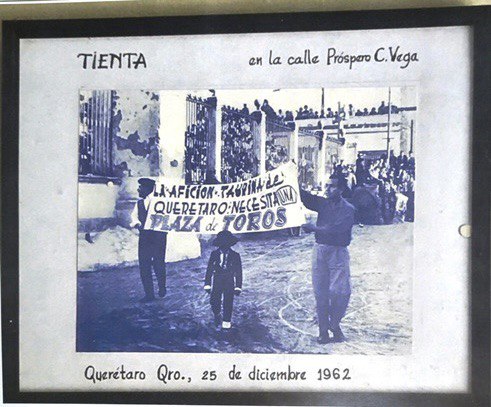 TIENTA
en la calle Próspero C. Vega
LA AFICION TAURINA de
QUERETARO NECESITA UNA
PLAZA de TOROS
Querétaro Qro., 25 de diciembre 1962